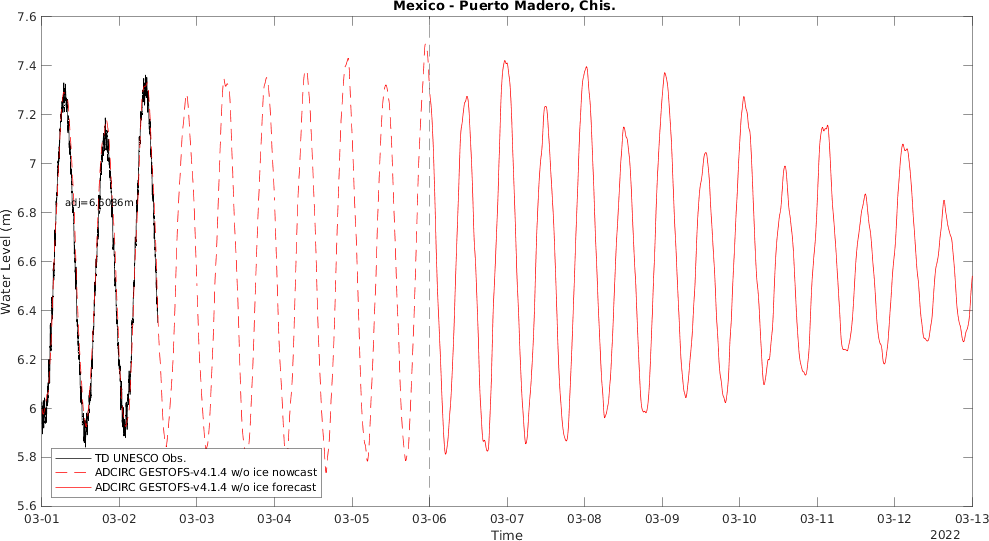 Mexico - Puerto Madero, Chis.
7.6
7.4
7.2
7
6.8
6.6
6.4
6.2
6
5.8
5.6
Water Level (m)
adj=6.6086m
TD UNESCO Obs.
ADCIRC GESTOFS-v4.1.4 w/o ice nowcast
ADCIRC GESTOFS-v4.1.4 w/o ice forecast
03-01 03-02 03-03 03-04 03-05 03-06 03-07 03-08 03-09 03-10 03-11 03-12 03-13
Time
2022